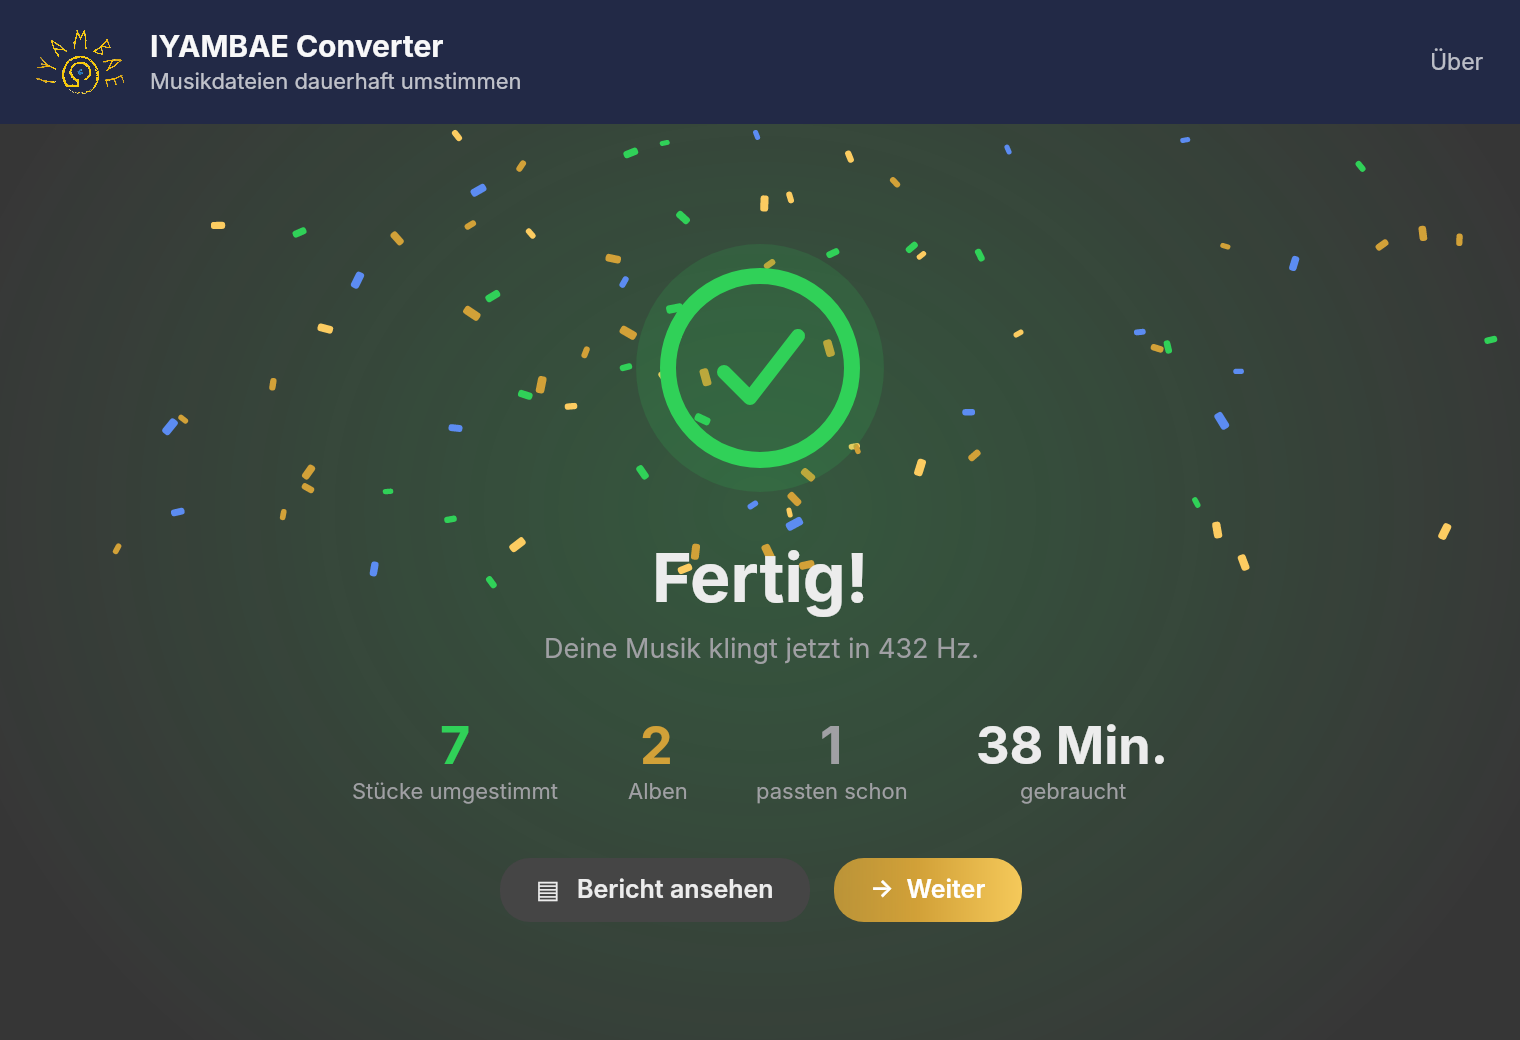 IYAMBAE
IYAMBAE Converter
Musikdateien dauerhaft umstimmen
Über
Fertig!
Deine Musik klingt jetzt in 432 Hz.
7
Stücke umgestimmt
2
Alben
1
passten schon
38 Min.
gebraucht
Bericht ansehen
→ Weiter